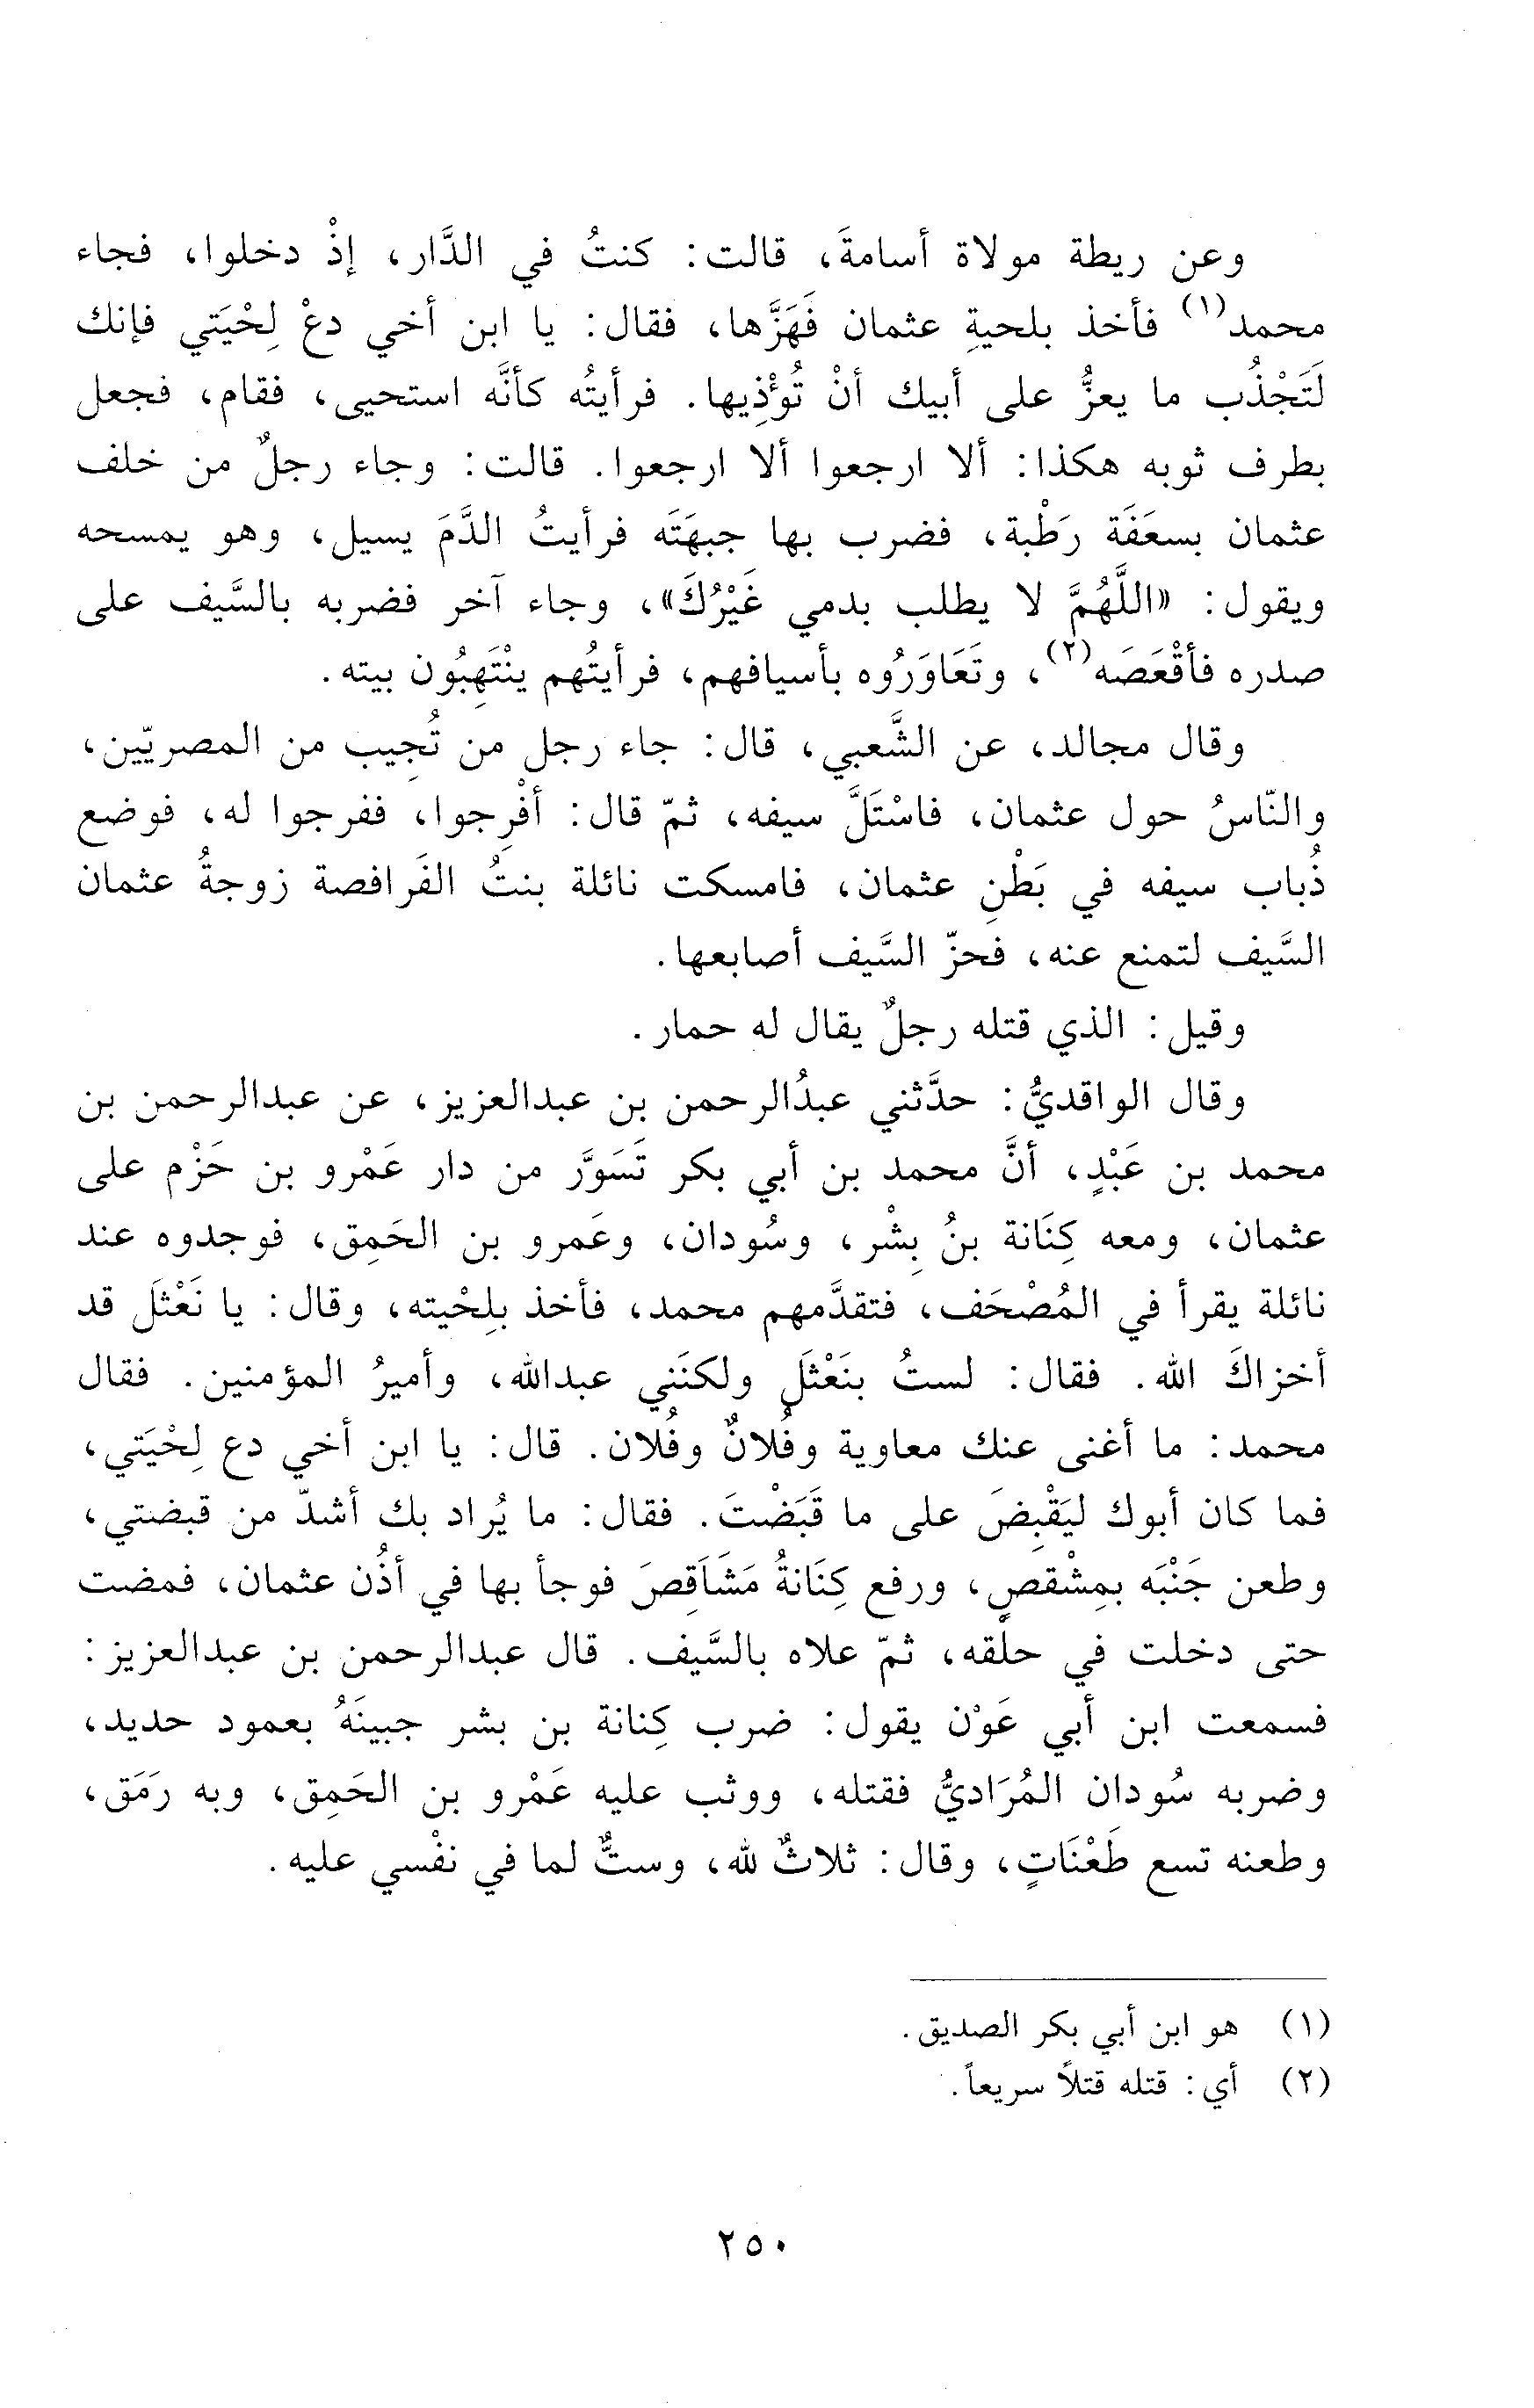 وعن ريطة مولاة أسامةَ، قالت: كنتُ في الدَّار، إذْ دخلوا، فجاء
محمد(١) فأخذ بلحيةِ عثمان فَهَزَّها، فقال: يا ابن أخي دعْ لِحْيَتي فإنك
لَتَجْذُب ما يعزُّ على أبيك أنْ تُؤْذِيها. فرأيتُه كأنَّه استحيى، فقام، فجعل
بطرف ثوبه هكذا: ألا ارجعوا ألا ارجعوا. قالت: وجاء رجلٌ من خلف
عثمان بسعَفَة رَطْبة، فضرب بها جبهَتَه فرأيتُ الدَّمَ يسيل، وهو يمسحه
ويقول: «اللَّهُمَّ لا يطلب بدمي غَيْرُكَ»، وجاء آخر فضربه بالسَّيف على
صدره فأقْعَصَه(٢)، وتَعَاوَرُوه بأسيافهم، فرأيتُهم ينْتَهِبُون بيته.
وقال مجالد، عن الشَّعبي، قال: جاء رجل من تُجِيب من المصريّين،
والنّاسُ حول عثمان، فاسْتَلَّ سيفه، ثمّ قال: أفْرِجوا، ففرجوا له، فوضع
ذُباب سيفه في بَطْنِ عثمان، فامسكت نائلة بنتُ الفَرافصة زوجةُ عثمان
السَّيف لتمنع عنه، فحزّ السَّيف أصابعها.
وقيل: الذي قتله رجلٌ يقال له حمار.
وقال الواقديُّ: حدَّثني عبدُالرحمن بن عبدالعزيز، عن عبدالرحمن بن
محمد بن عَبْدٍ، أنَّ محمد بن أبي بكر تَسَوَّر من دار عَمْرو بن حَزْم على
عثمان، ومعه كِنَانة بنُ بِشْر، وسُودان، وعَمرو بن الحَمِق، فوجدوه عند
نائلة يقرأ في المُصْحَف، فتقدَّمهم محمد، فأخذ بلِحْيته، وقال: يا نَعْثلَ قد
أخزاكَ الله. فقال: لستُ بنَعْثَلٍ ولكنَني عبدالله، وأميرُ المؤمنين. فقال
محمد: ما أغنى عنك معاوية وفُلانٌ وفُلان. قال: يا ابن أخي دع لِحْيَتي،
فما كان أبوك ليَقْبِضَ على ما قَبَضْتَ. فقال: ما يُراد بك أشدّ من قبضتي،
وطعن جَنْبَه بمِشْقصٍ، ورفع كِنَانةُ مَشَاَقِصَ فوجأ بها في أذُن عثمان، فمضت
حتى دخلت في حلْقه، ثمّ علاه بالسَّيف. قال عبدالرحمن بن عبدالعزيز:
فسمعت ابن أبي عَوْن يقول: ضرب كِنانة بن بشر جبينَهُ بعمود حديد،
وضربه سُودان المُرَاديُّ فقتله، ووثب عليه عَمْرو بن الحَمِق، وبه رَمَق،
وطعنه تسع طَعْنَاتٍ، وقال: ثلاثٌ لله، وستٌّ لما في نفْسي عليه.
(١) هو ابن أبي بكر الصديق.
(٢) أي: قتله قتلاً سريعاً.
٢٥٠